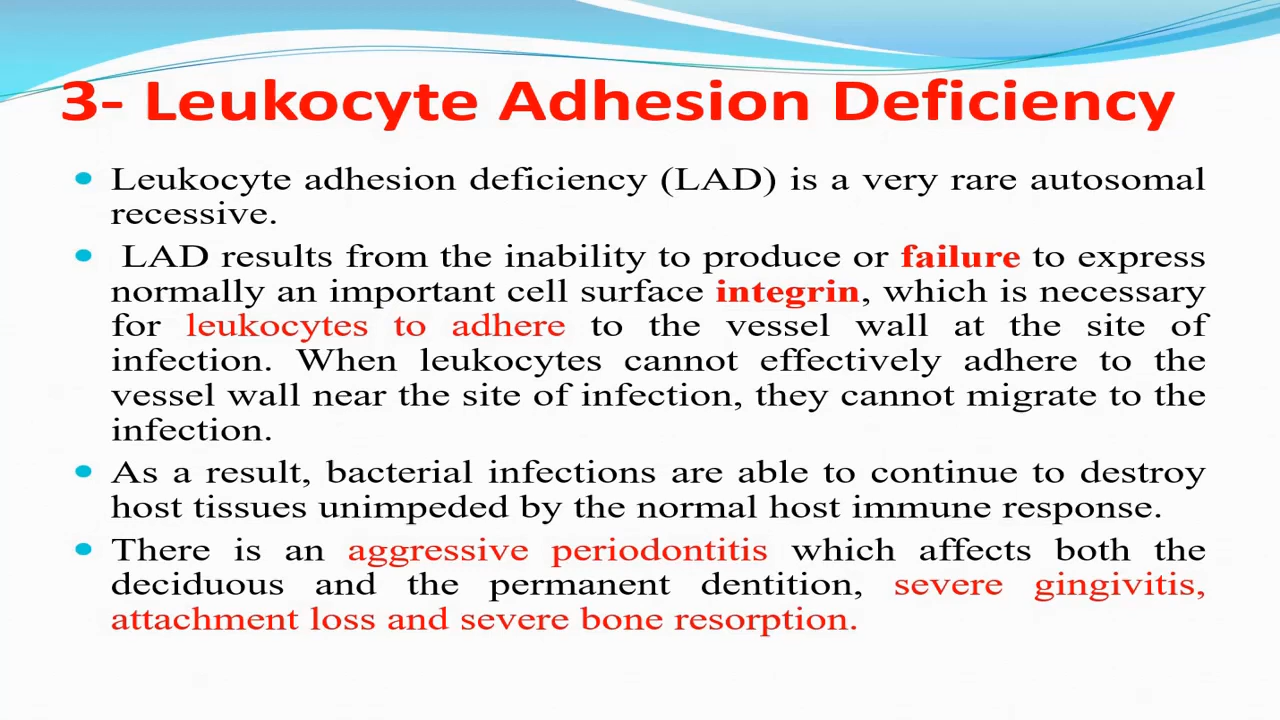 3- Leukocyte Adhesion Deficiency
• Leukocyte adhesion deficiency (LAD) is a very rare autosomal
recessive.
• LAD results from the inability to produce or failure to express
normally an important cell surface integrin, which is necessary
for leukocytes to adhere to the vessel wall at the site of
infection. When leukocytes cannot effectively adhere to the
vessel wall near the site of infection, they cannot migrate to the
infection.
• As a result, bacterial infections are able to continue to destroy
host tissues unimpeded by the normal host immune response.
• There is an aggressive periodontitis which affects both the
deciduous and the permanent dentition, severe gingivitis,
attachment loss and severe bone resorption.